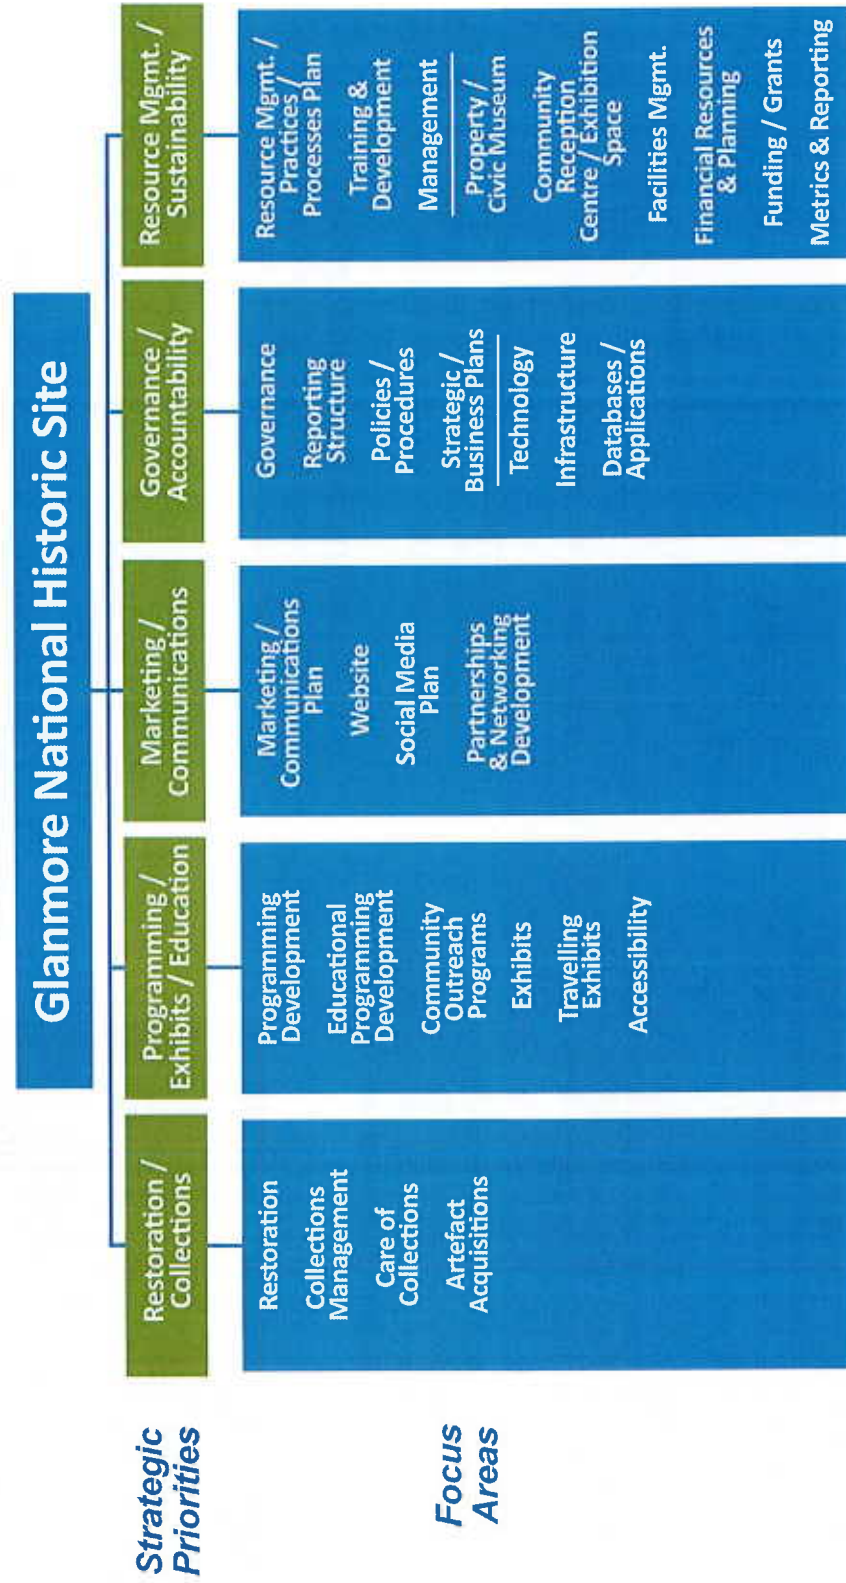 Glanmore National Historic Site
Strategic
Priorities
Restoration /
Collections
Programming /
Exhibits / Education
Marketing /
Communications
Governance /
Accountability
Resource Mgmt. /
Sustainability
Focus
Areas
Restoration
Collections
Management
Care of
Collections
Artefact
Acquisitions
Programming
Development
Educational
Programming
Development
Community
Outreach
Programs
Exhibits
Travelling
Exhibits
Accessibility
Marketing /
Communications
Plan
Website
Social Media
Plan
Partnerships
& Networking
Development
Governance
Reporting
Structure
Policies /
Procedures
Strategic /
Business Plans
Technology
Infrastructure
Databases /
Applications
Resource Mgmt. /
Practices /
Processes Plan
Training &
Development
Management
Property /
Civic Museum
Community
Reception
Centre / Exhibition
Space
Facilities Mgmt.
Financial Resources
& Planning
Funding / Grants
Metrics & Reporting